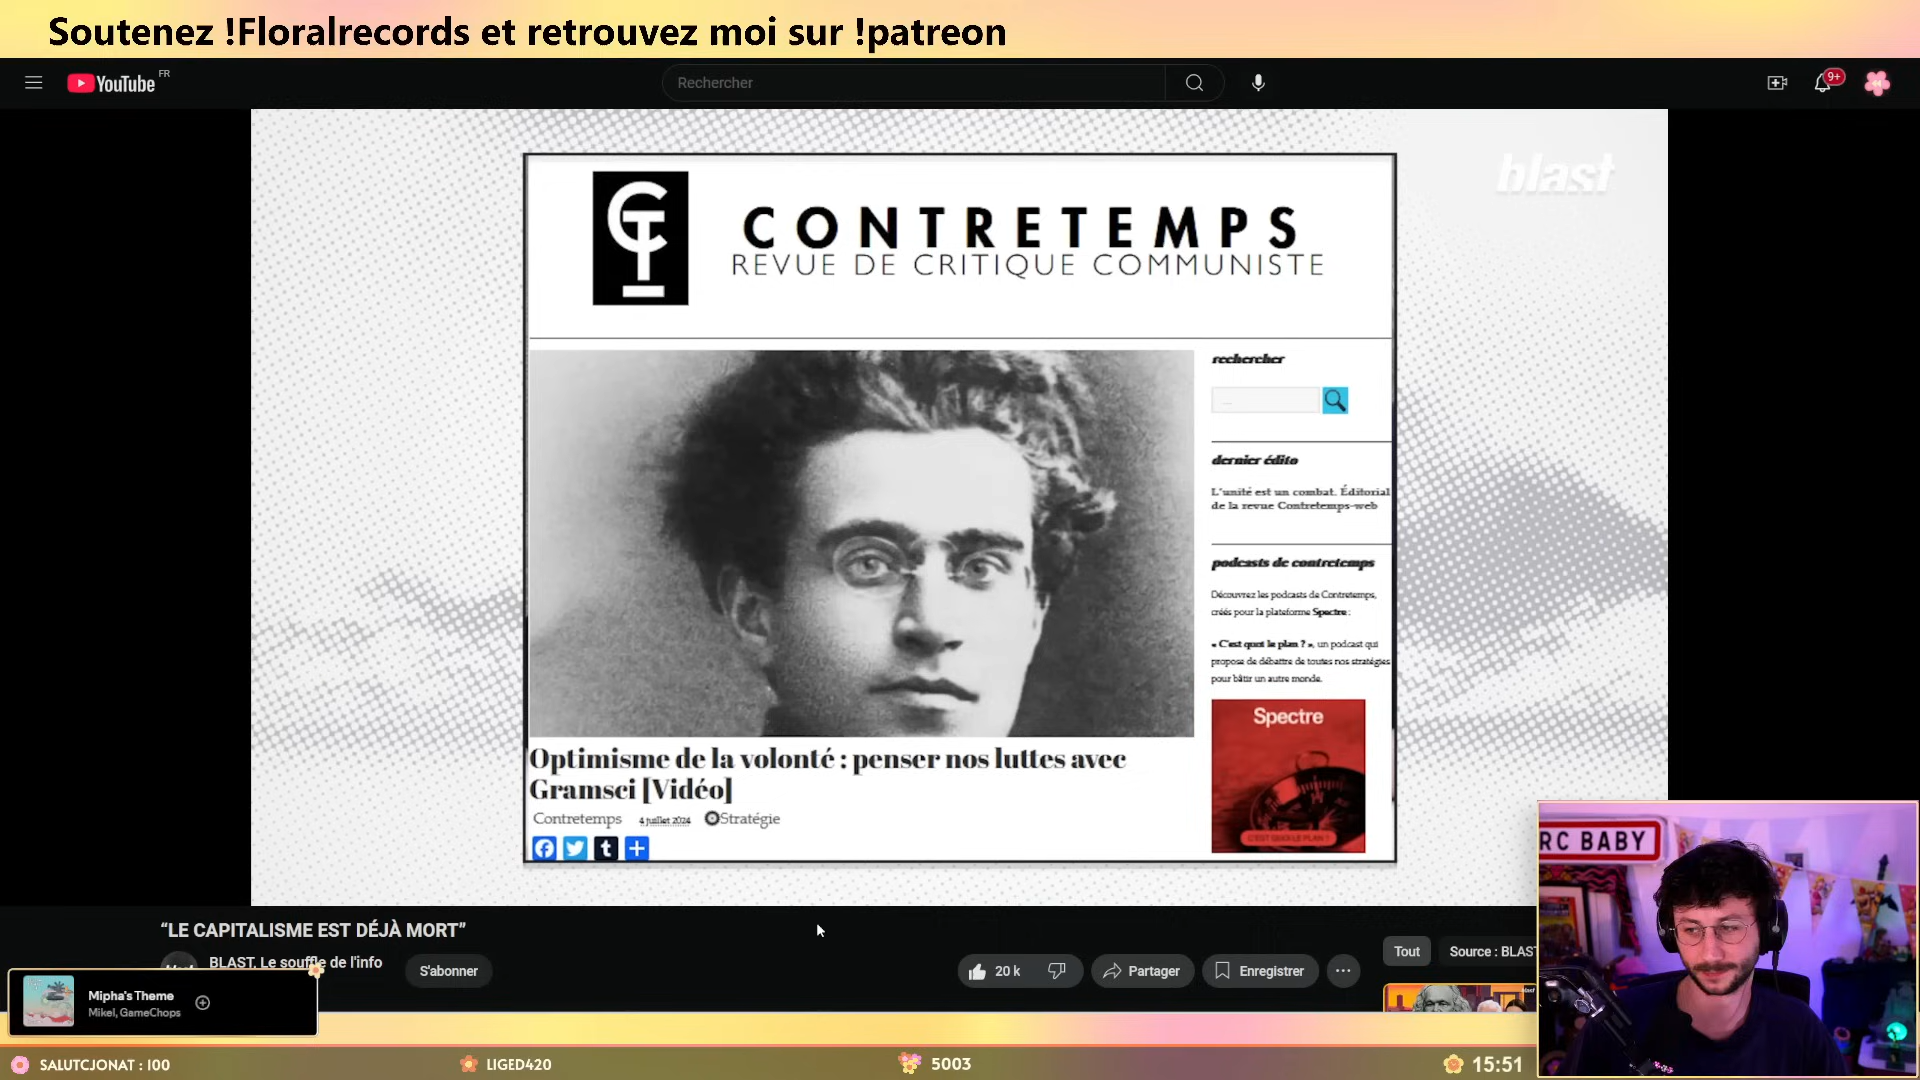 Soutenez !Floralrecords et retrouvez moi sur !patreon
YouTube FR
Rechercher
9+
blast
CONTRETEMPS
REVUE DE CRITIQUE COMMUNISTE
rechercher
dernier édito
L'unité est un combat. Éditorial
de la revue Contretemps-web
podcasts de contretemps
Découvrez les podcasts de Contretemps,
créés pour la plateforme Spectre :
« C'est quoi le plan ? », un podcast qui
propose de débattre de toutes nos stratégies
pour bâtir un autre monde.
Spectre
C'EST QUOI LE PLAN ?
Optimisme de la volonté : penser nos luttes avec
Gramsci [Vidéo]
Contretemps 4 juillet 2024 Stratégie
"LE CAPITALISME EST DÉJÀ MORT"
BLAST, Le souffle de l'info
S'abonner
20 k
Partager
Enregistrer
Tout
Source : BLAST
RC BABY
Mipha's Theme
Mikel, GameChops
SALUTCJONAT : 100
LIGED420
5003
15:51